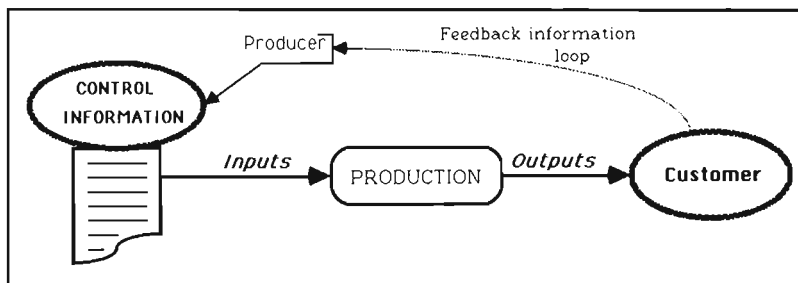 Feedback information
loop
Producer
CONTROL
INFORMATION
Inputs
PRODUCTION
Outputs
Customer